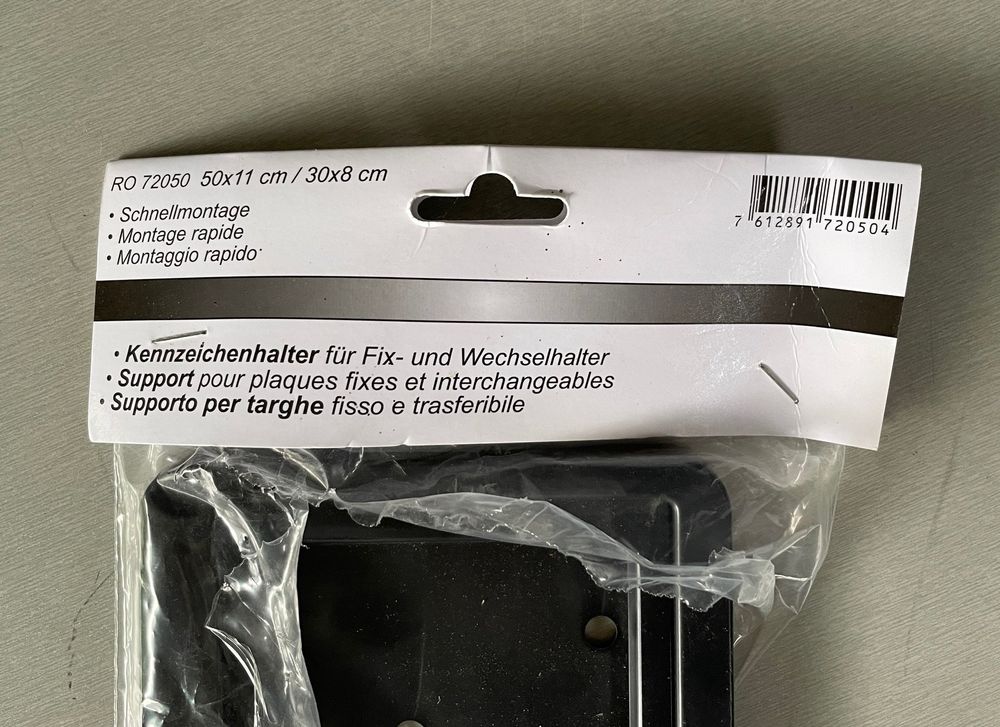 RO 72050 50x11 cm / 30x8 cm
• Schnellmontage
• Montage rapide
• Montaggio rapido
7 612891 720504
• Kennzeichenhalter für Fix- und Wechselhalter
• Support pour plaques fixes et interchangeables
• Supporto per targhe fisso e trasferibile